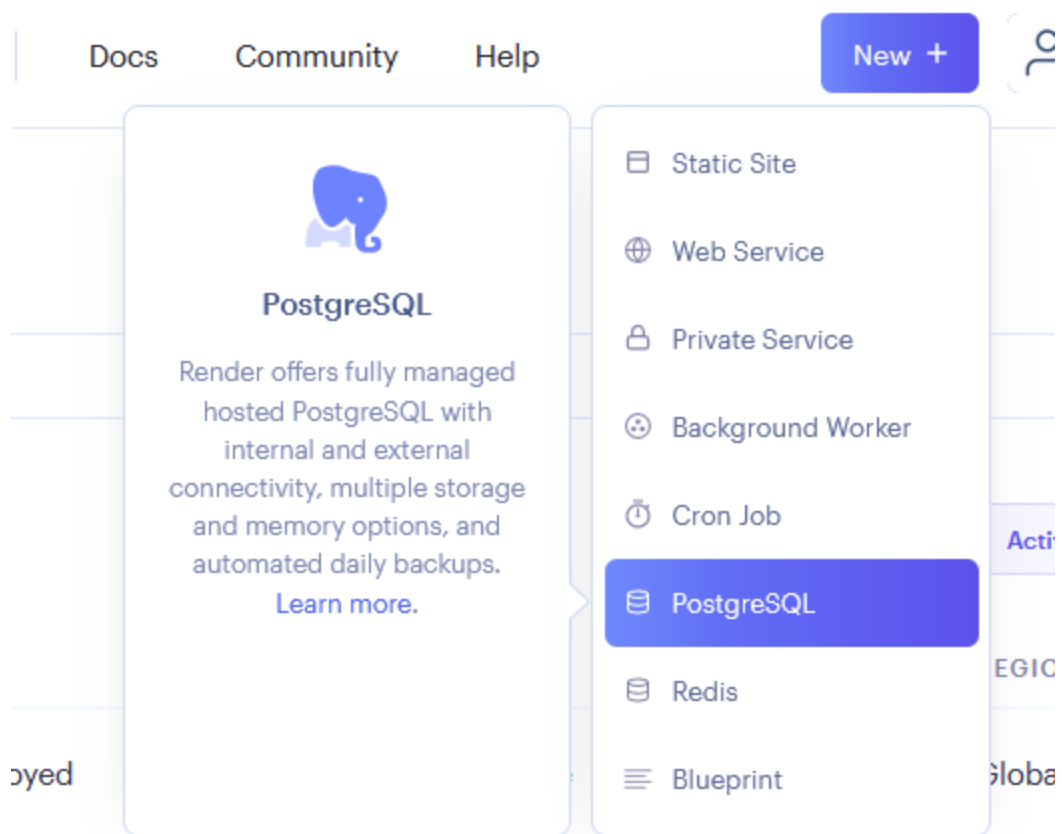 Docs Community Help New +
PostgreSQL
Render offers fully managed
hosted PostgreSQL with
internal and external
connectivity, multiple storage
and memory options, and
automated daily backups.
Learn more.
Static Site
Web Service
Private Service
Background Worker
Cron Job
PostgreSQL
Redis
Blueprint